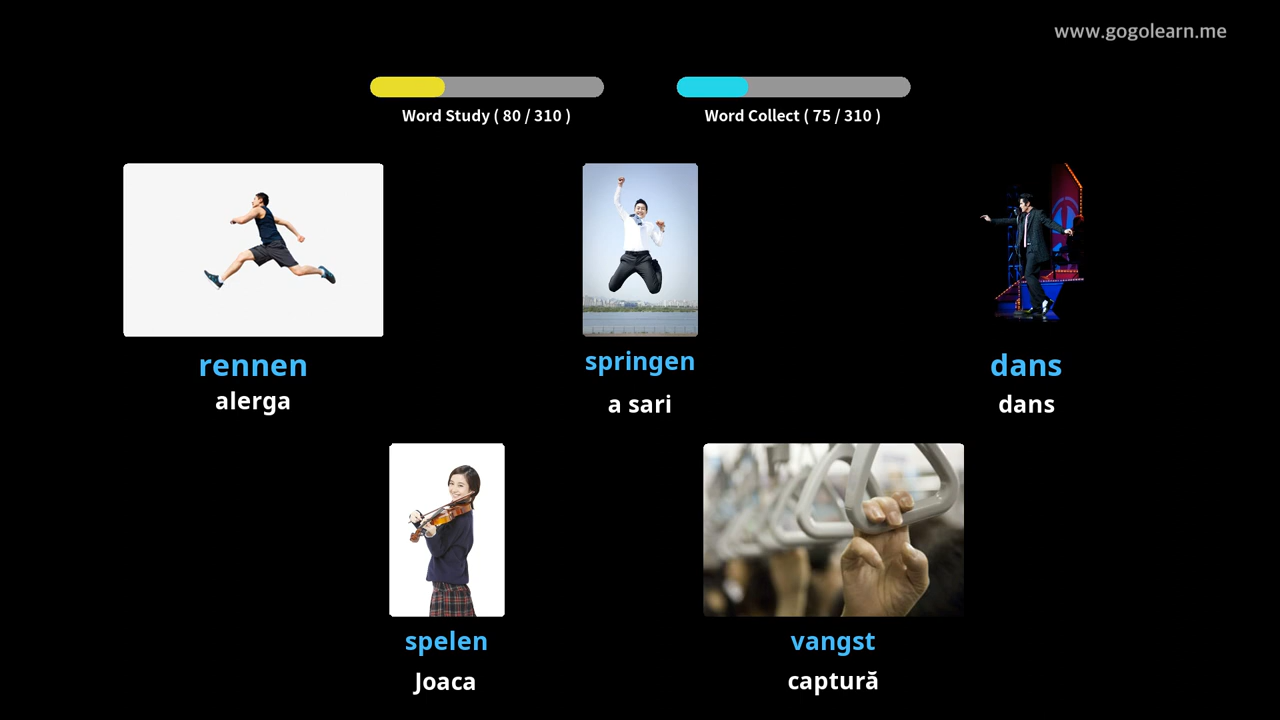 www.gogolearn.me
Word Study ( 80 / 310 )
Word Collect ( 75 / 310 )
rennen
alerga
springen
a sari
dans
dans
spelen
Joaca
vangst
captură